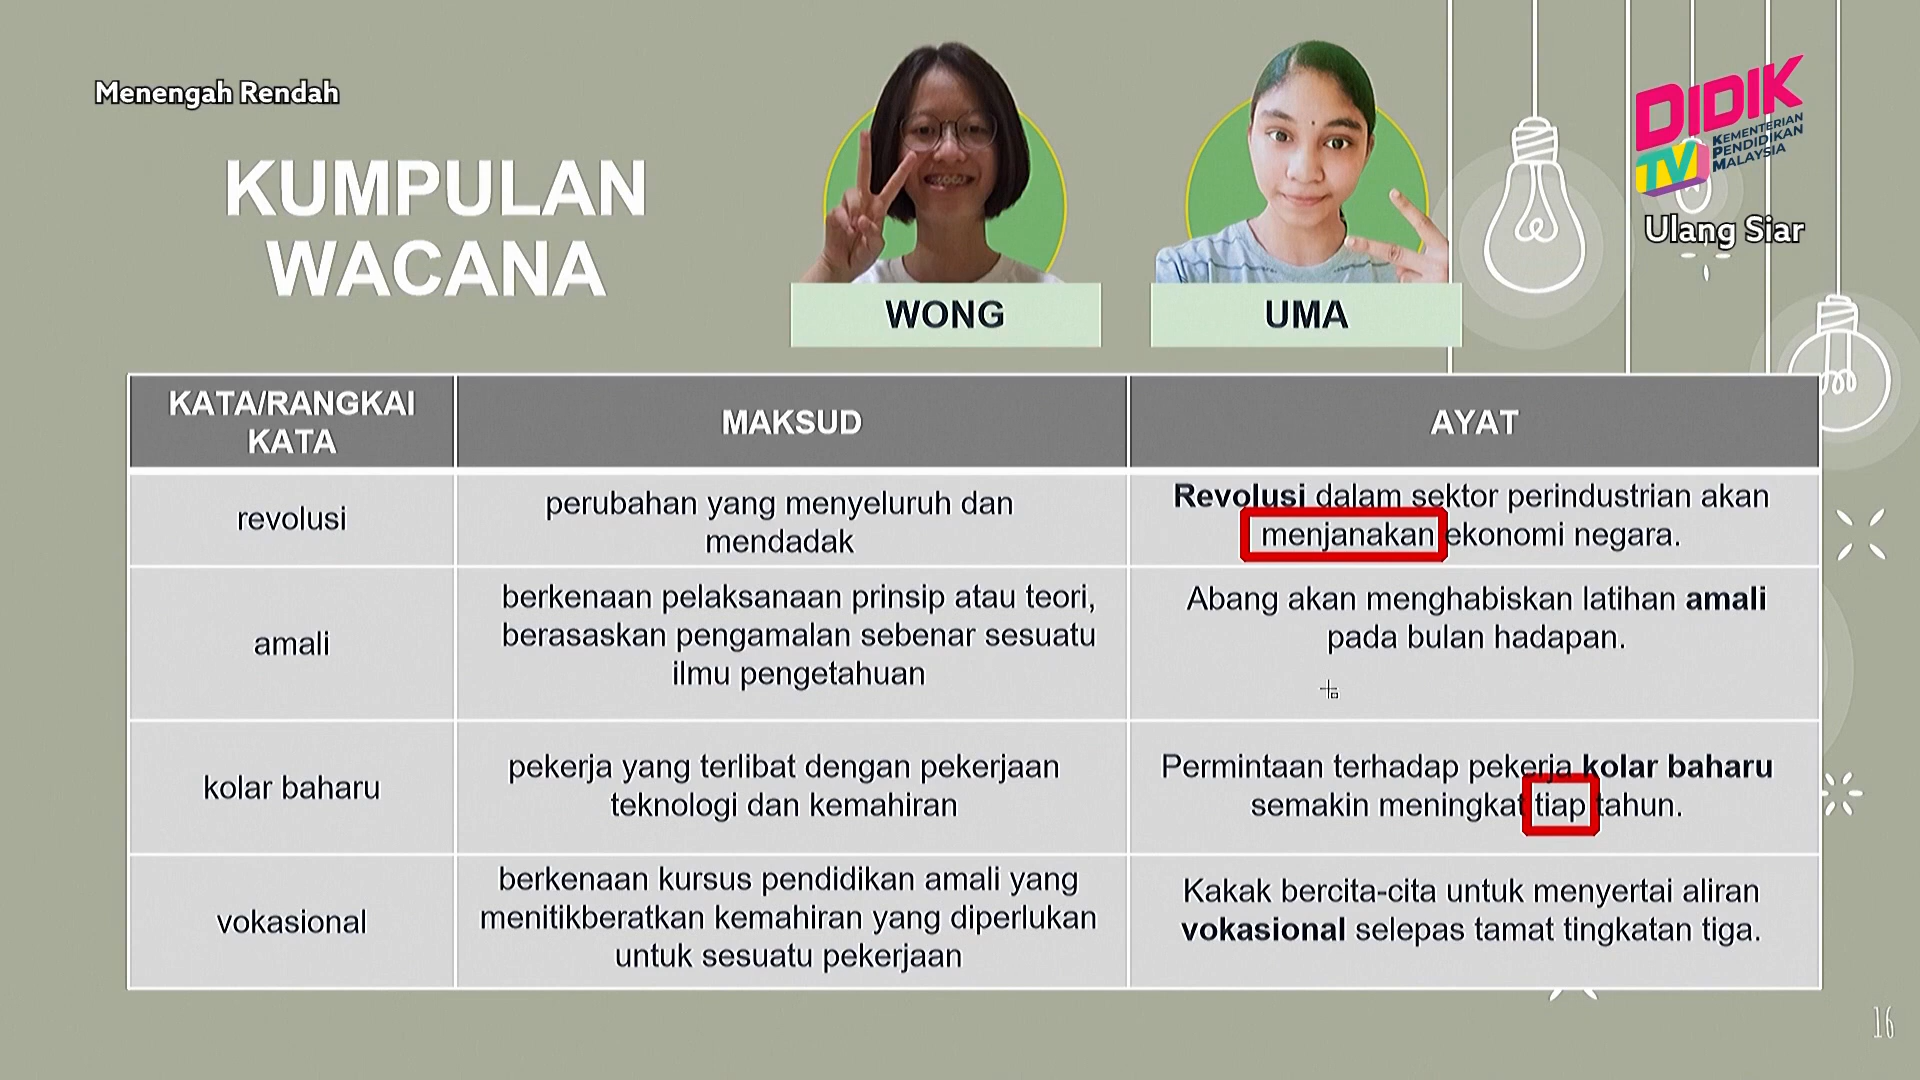 Menengah Rendah
KUMPULAN
WACANA
WONG
UMA
DIDIK
TV
KEMENTERIAN
PENDIDIKAN
MALAYSIA
Ulang Siar
KATA/RANGKAI
KATA
MAKSUD
AYAT
revolusi
perubahan yang menyeluruh dan
mendadak
Revolusi dalam sektor perindustrian akan
menjanakan ekonomi negara.
amali
berkenaan pelaksanaan prinsip atau teori,
berasaskan pengamalan sebenar sesuatu
ilmu pengetahuan
Abang akan menghabiskan latihan amali
pada bulan hadapan.
kolar baharu
pekerja yang terlibat dengan pekerjaan
teknologi dan kemahiran
Permintaan terhadap pekerja kolar baharu
semakin meningkat tiap tahun.
vokasional
berkenaan kursus pendidikan amali yang
menitikberatkan kemahiran yang diperlukan
untuk sesuatu pekerjaan
Kakak bercita-cita untuk menyertai aliran
vokasional selepas tamat tingkatan tiga.
16